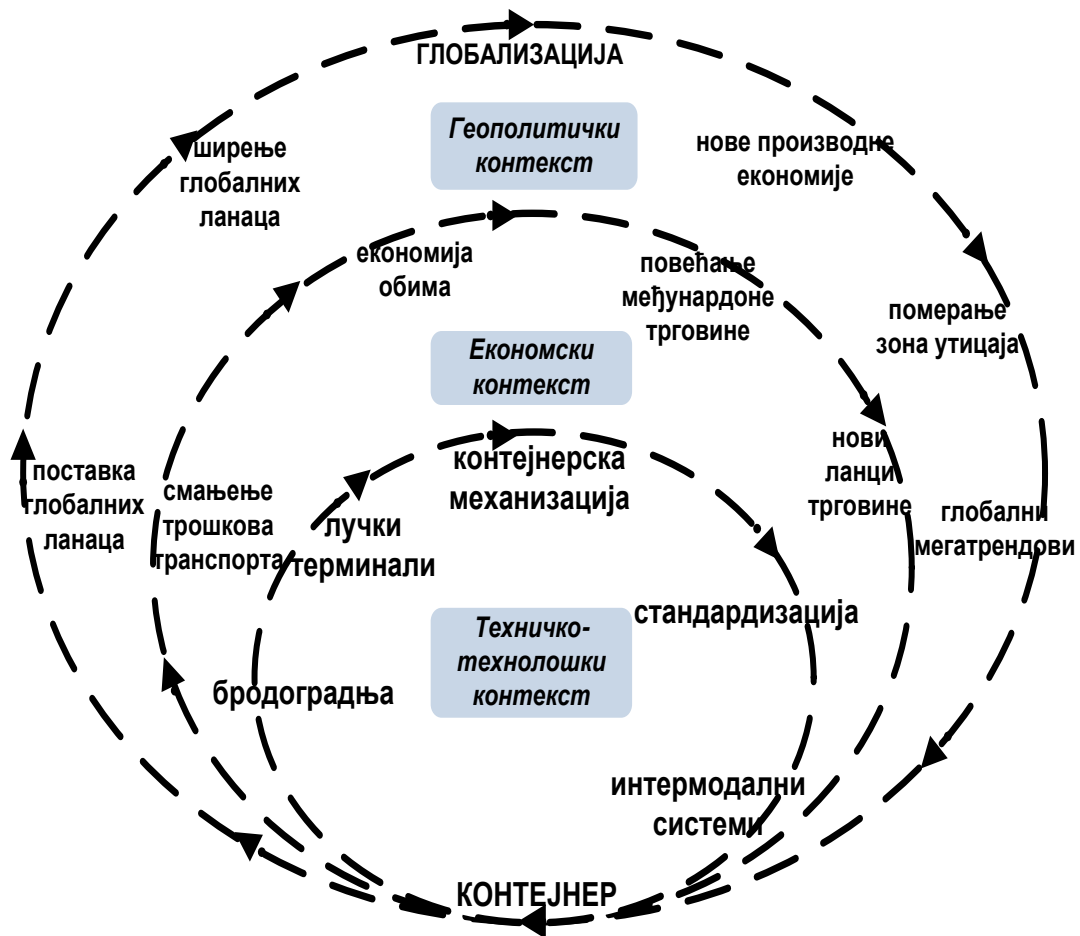 ГЛОБАЛИЗАЦИЈА
Геополитички
контекст
ширење
глобалних
ланаца
нове производне
економије
економија
обима
повећање
међунардоне
трговине
померање
зона утицаја
Економски
контекст
поставка
глобалних
ланаца
смањење
трошкова
транспорта
лучки
терминали
контејнерска
механизација
нови
ланци
трговине
глобални
мегатрендови
стандардизација
Техничко-
технолошки
контекст
бродоградња
интермодални
системи
КОНТЕЈНЕР